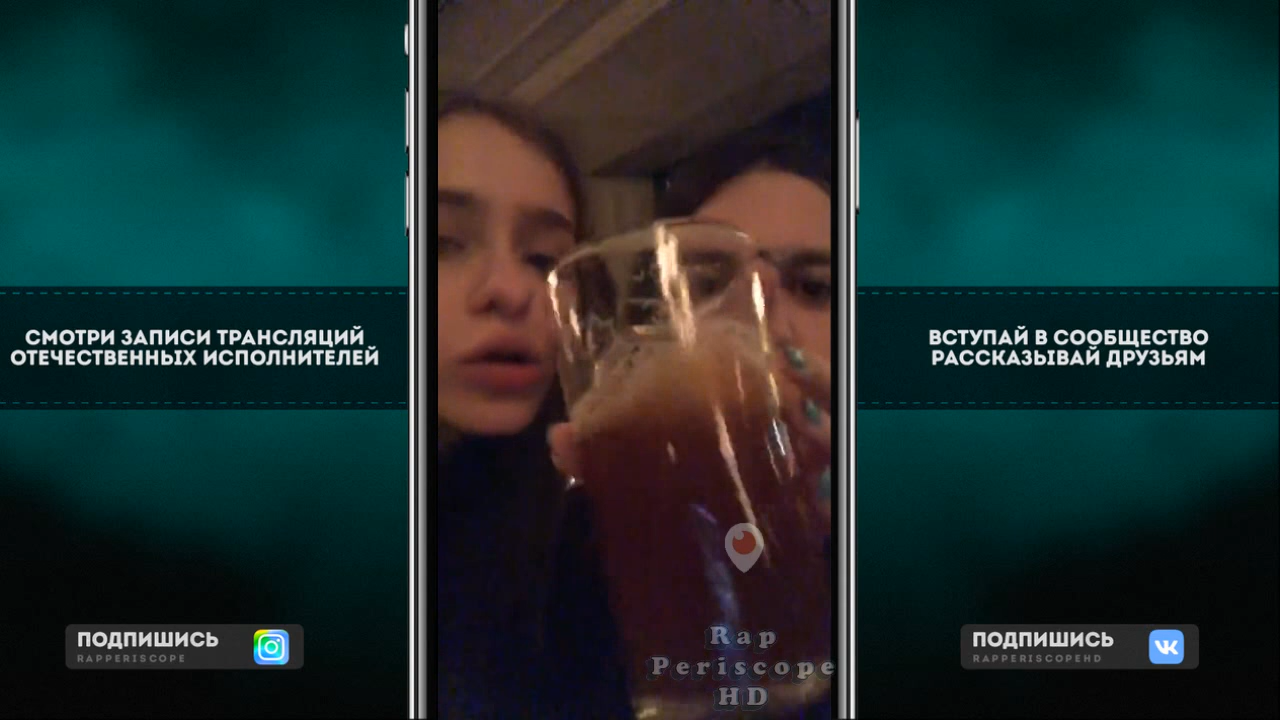 СМОТРИ ЗАПИСИ ТРАНСЛЯЦИЙ
ОТЕЧЕСТВЕННЫХ ИСПОЛНИТЕЛЕЙ
ПОДПИШИСЬ
RAPPERISCOPE
Rap
Periscope
HD
ВСТУПАЙ В СООБЩЕСТВО
РАССКАЗЫВАЙ ДРУЗЬЯМ
ПОДПИШИСЬ
RAPPERISCOPEHD